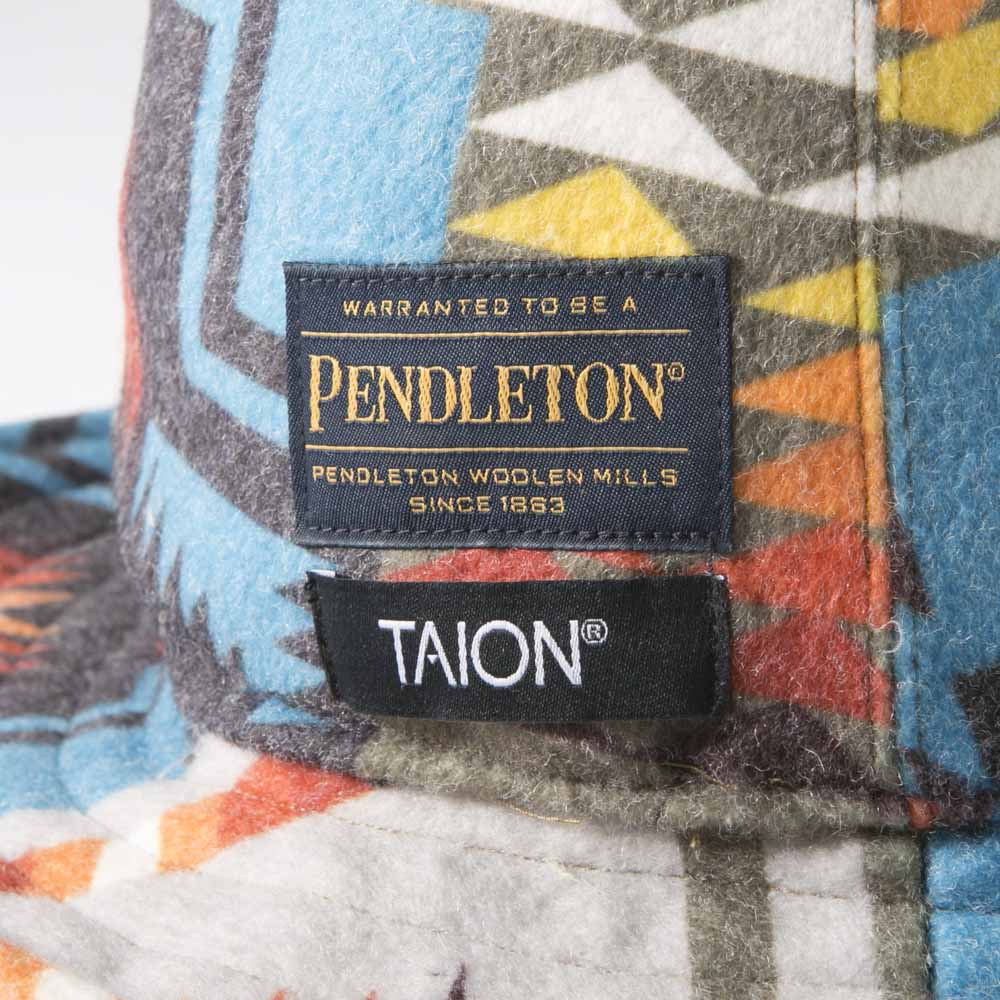 WARRANTED TO BE A
PENDLETON®
PENDLETON WOOLEN MILLS
SINCE 1863
TAION®